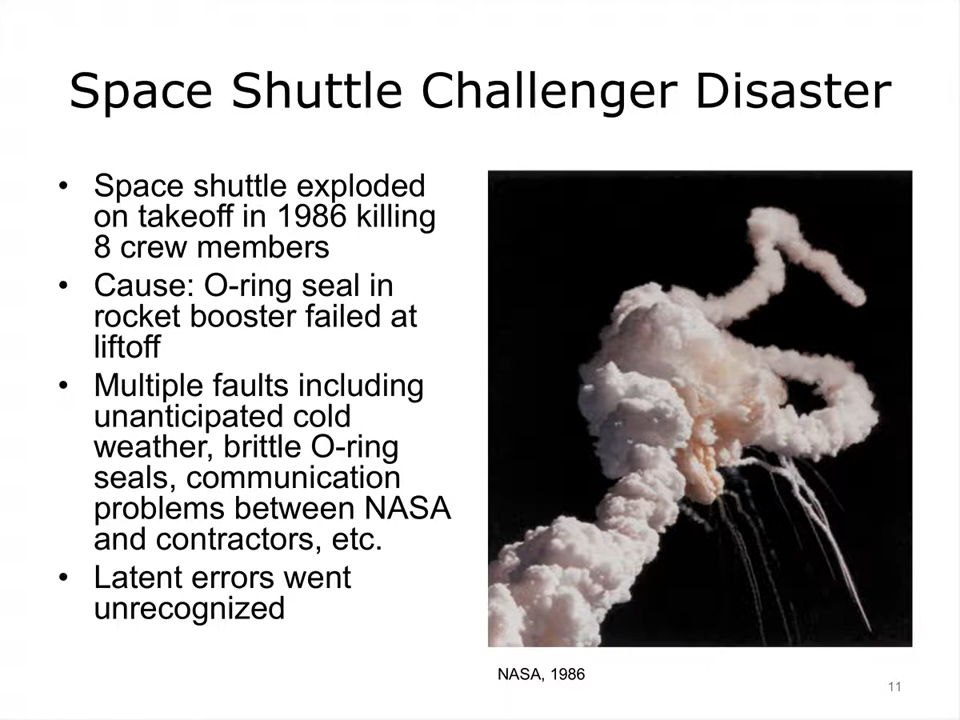 Space Shuttle Challenger Disaster
• Space shuttle exploded
on takeoff in 1986 killing
8 crew members
• Cause: O-ring seal in
rocket booster failed at
liftoff
• Multiple faults including
unanticipated cold
weather, brittle O-ring
seals, communication
problems between NASA
and contractors, etc.
• Latent errors went
unrecognized
NASA, 1986
11